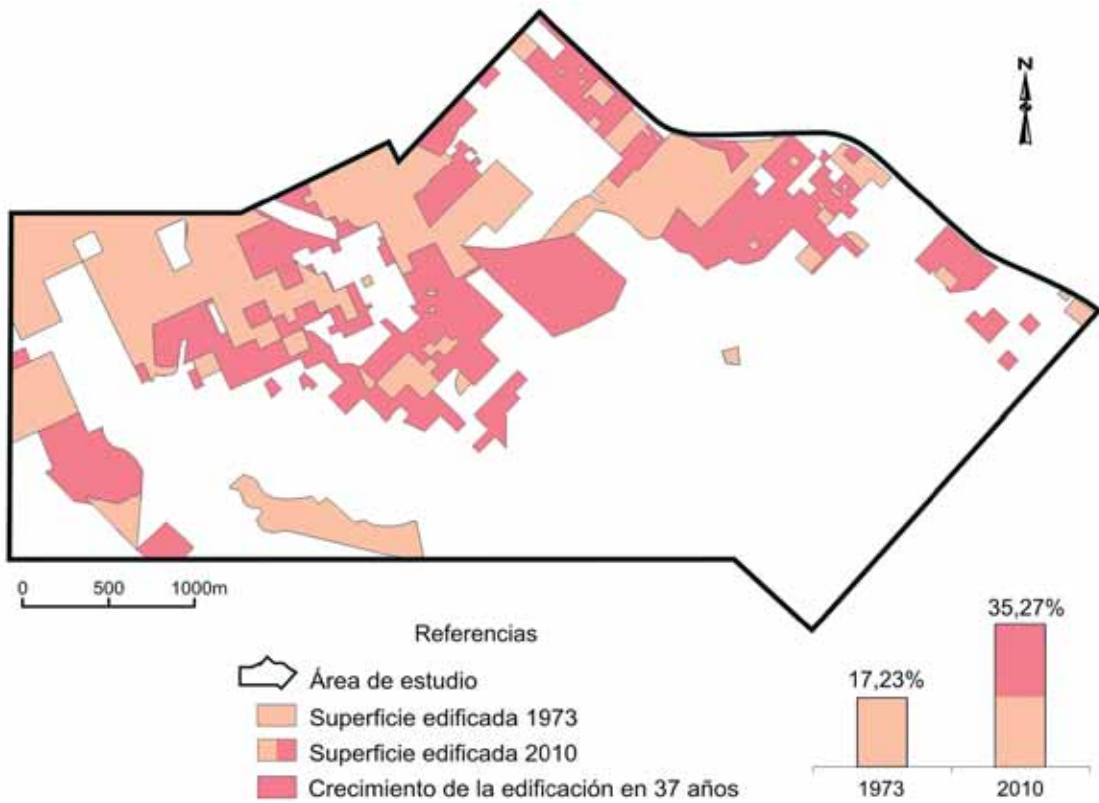 N
0 500 1000m
Referencias
Área de estudio
Superficie edificada 1973
Superficie edificada 2010
Crecimiento de la edificación en 37 años
35,27%
17,23%
1973 2010